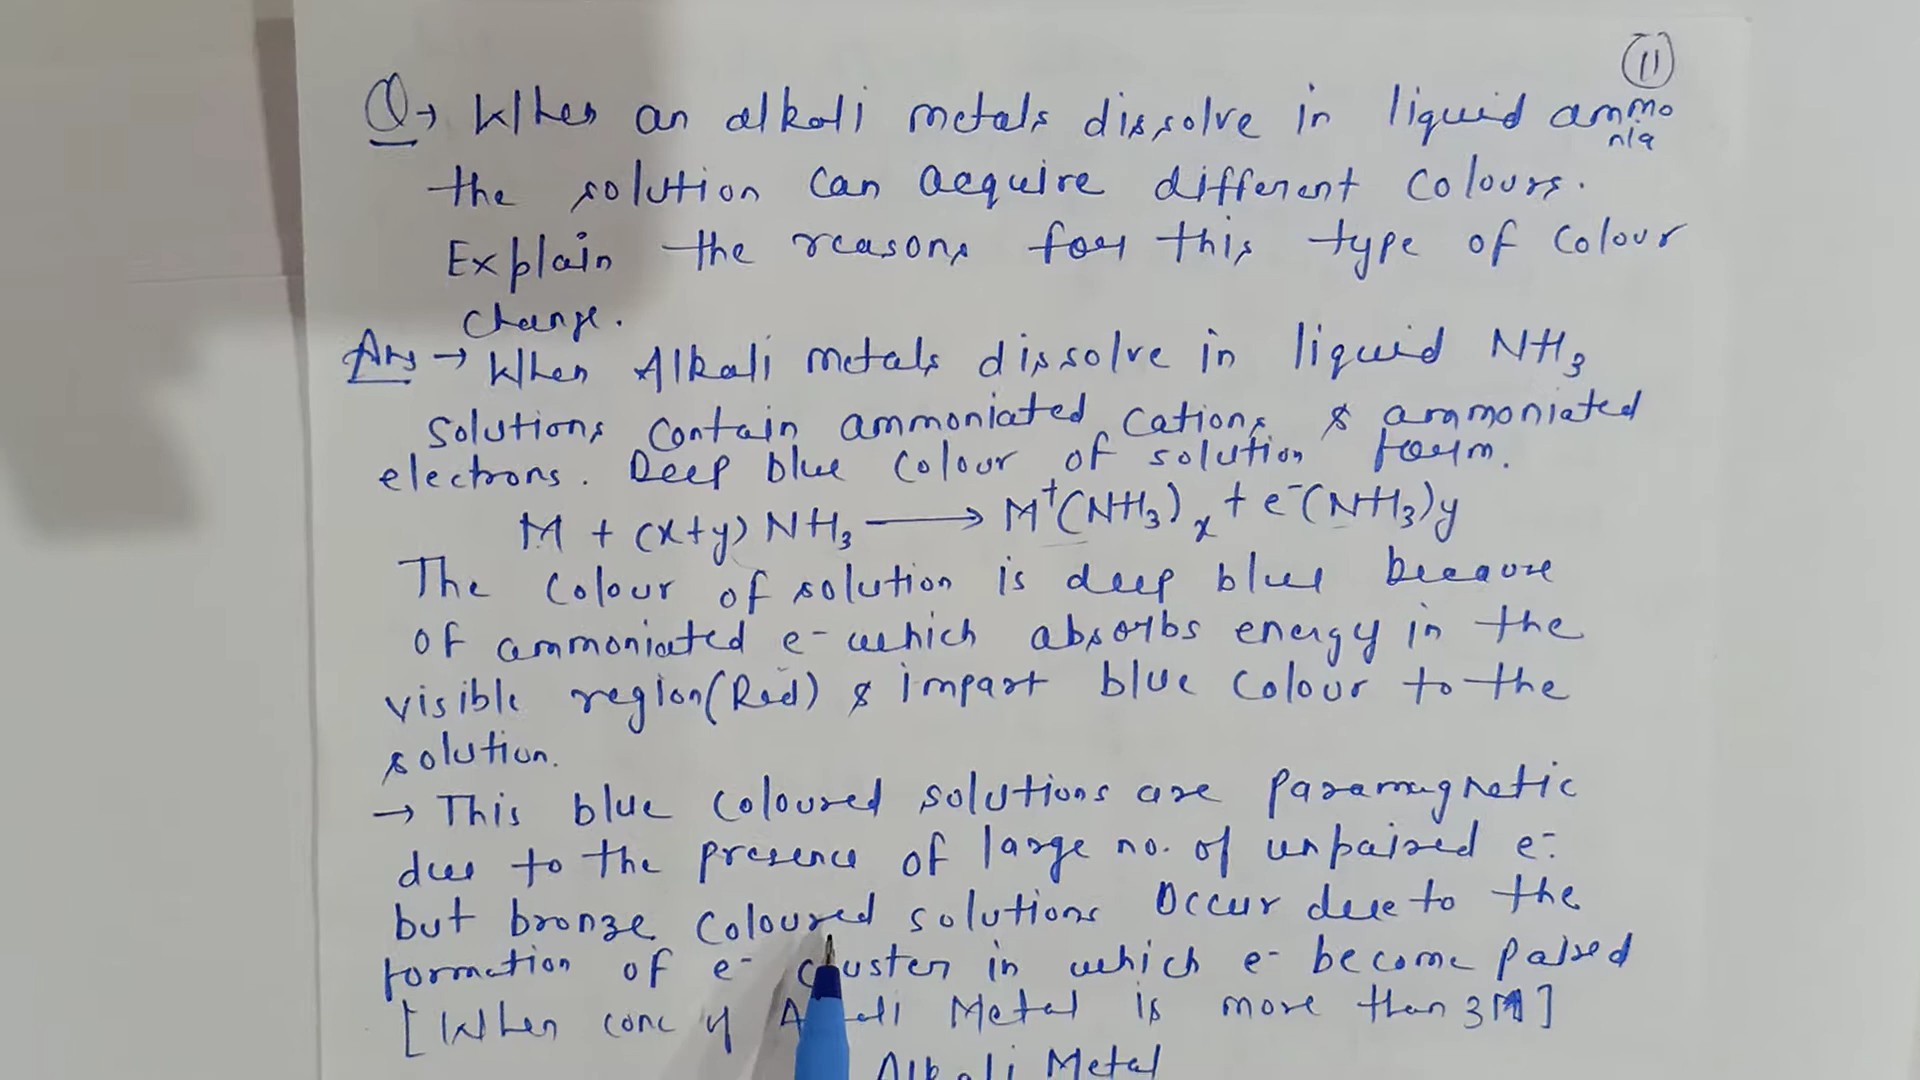 11
Q → When an alkali metals dissolve in liquid ammo
nia
the solution can acquire different colours.
Explain the reasons for this type of colour
change.
Ans → When Alkali metals dissolve in liquid NH3
solutions contain ammoniated cations & ammoniated
electrons. Deep blue colour of solution form.
M + (x+y) NH3 → M+(NH3)x + e-(NH3)y
The colour of solution is deep blue because
of ammoniated e- which absorbs energy in the
visible region (Red) & impart blue colour to the
solution.
→ This blue coloured solutions are paramagnetic
due to the presence of large no. of unpaired e-
but bronze coloured solutions occur due to the
formation of e- cluster in which e- become paired
[When conc of Alkali Metal is more than 3M]
Alkali Metal